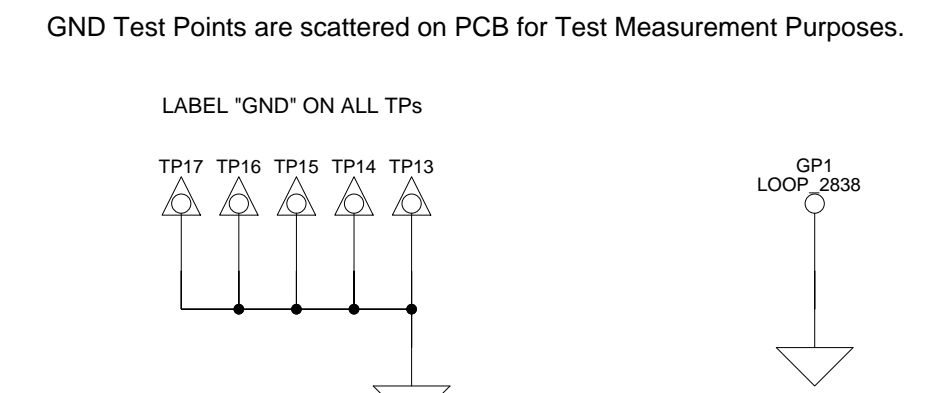 GND Test Points are scattered on PCB for Test Measurement Purposes.
LABEL "GND" ON ALL TPs
TP17 TP16 TP15 TP14 TP13
GP1
LOOP_2838